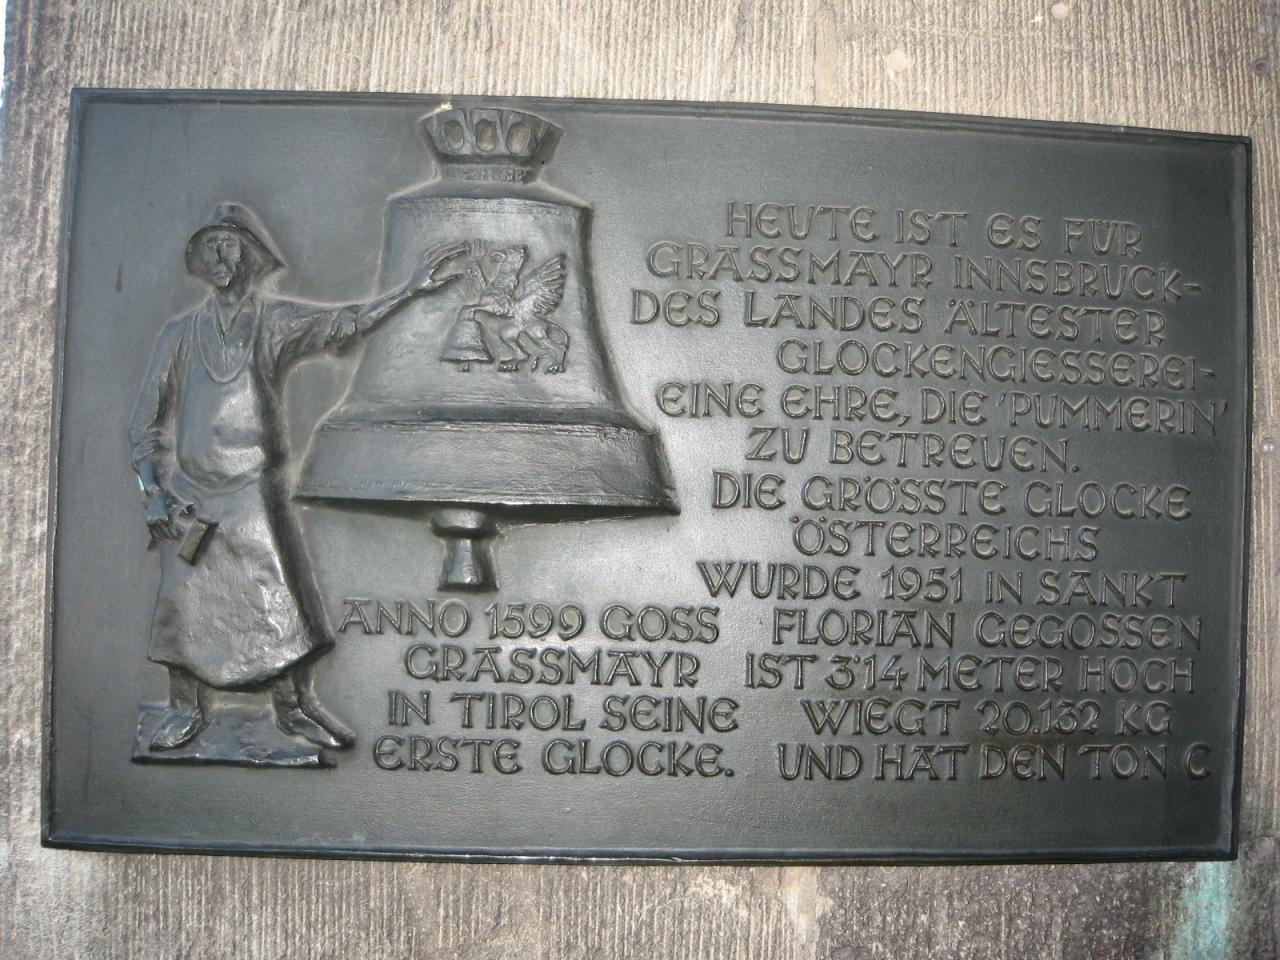 HEUTE IST ES FÜR
GRASSMAYR INNSBRUCK-
DES LANDES ÄLTESTER
GLOCKENGIESSEREI-
EINE EHRE, DIE 'PUMMERIN'
ZU BETREUEN.
DIE GRÖSSTE GLOCKE
ÖSTERREICHS
WURDE 1951 IN SANKT
FLORIAN GEGOSSEN
IST 3'14 METER HOCH
WIEGT 20.132 KG
UND HAT DEN TON C
ANNO 1599 GOSS
GRASSMAYR
IN TIROL SEINE
ERSTE GLOCKE.